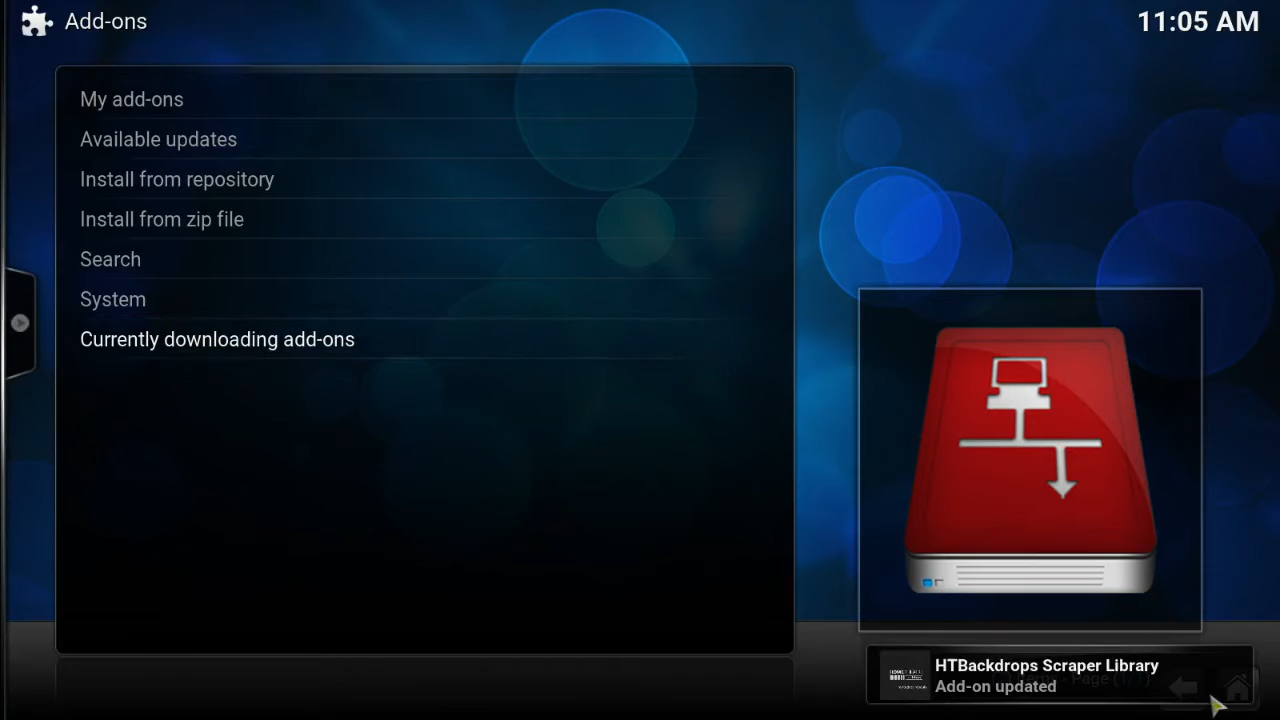 Add-ons
11:05 AM
My add-ons
Available updates
Install from repository
Install from zip file
Search
System
Currently downloading add-ons
HTBackdrops Scraper Library
Add-on updated